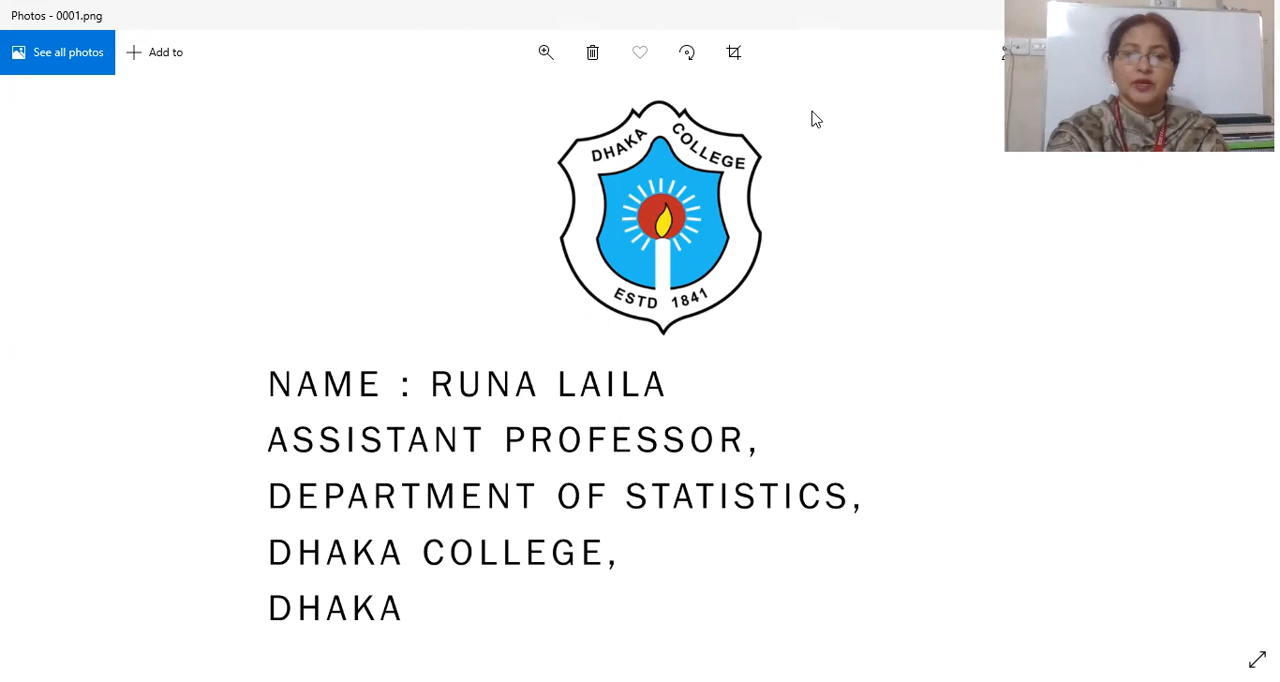 Photos - 0001.png
See all photos
Add to
DHAKA COLLEGE
ESTD 1841
NAME : RUNA LAILA
ASSISTANT PROFESSOR,
DEPARTMENT OF STATISTICS,
DHAKA COLLEGE,
DHAKA